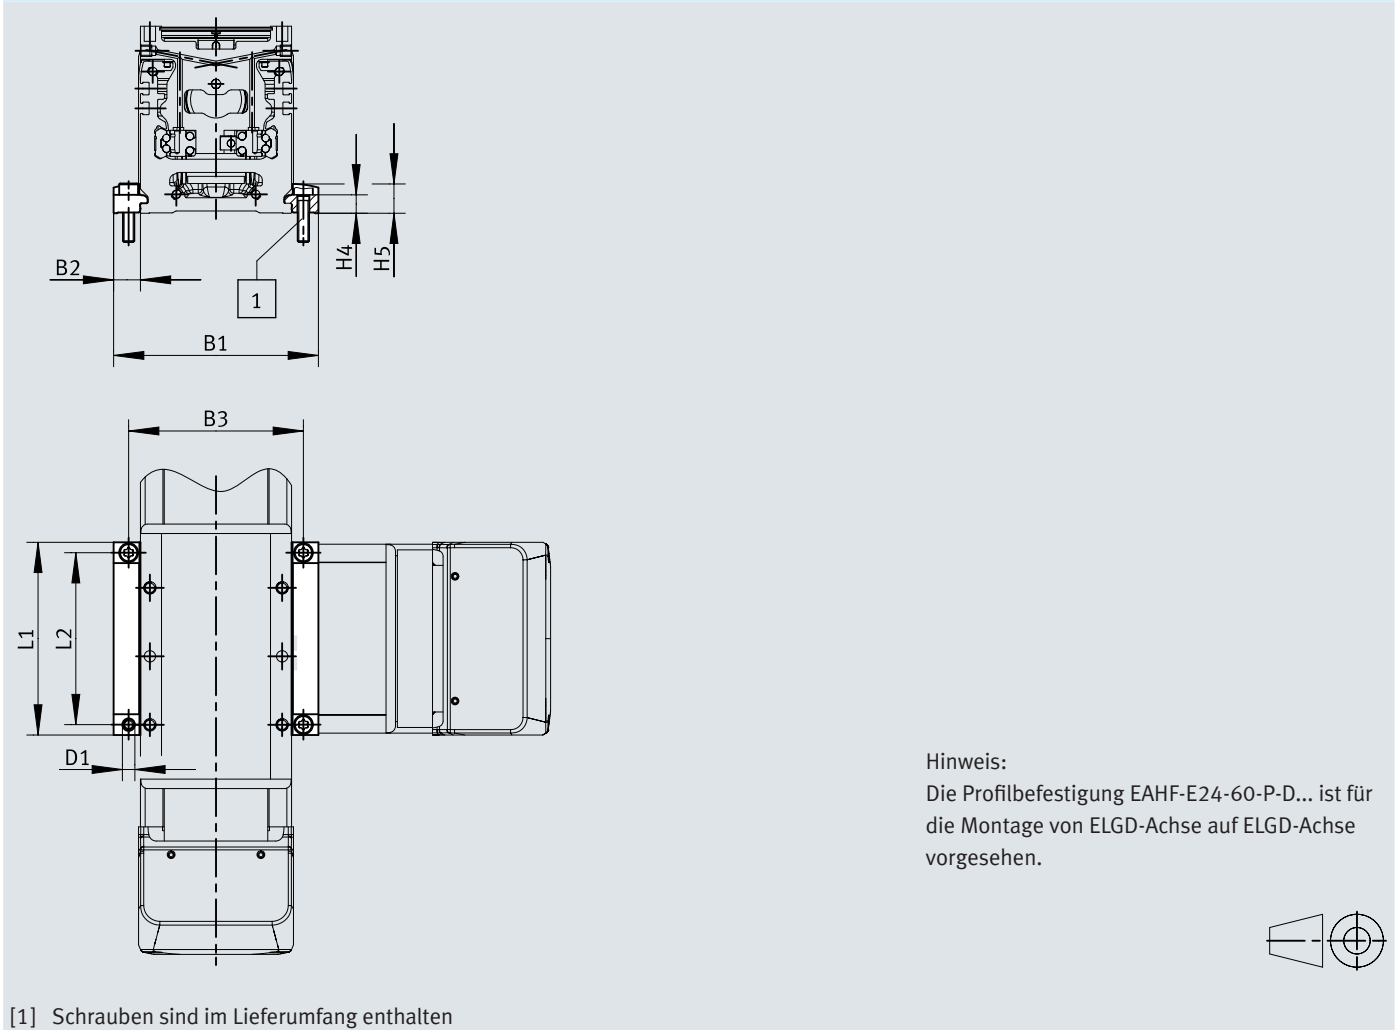 H4
H5
B2
1
B1
B3
L1
L2
D1
Hinweis:
Die Profilbefestigung EAHF-E24-60-P-D... ist für
die Montage von ELGD-Achse auf ELGD-Achse
vorgesehen.
[1] Schrauben sind im Lieferumfang enthalten